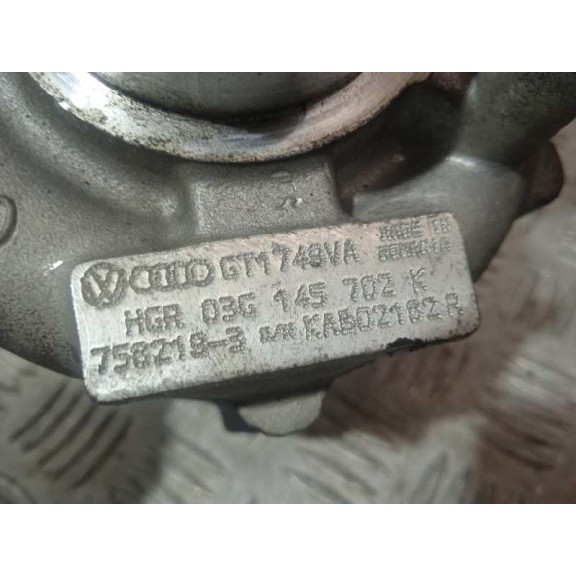 GT1749VA MADE IN ROMANIA
HGR 03G 145 702 K
758219-3 S/N KAB02182R